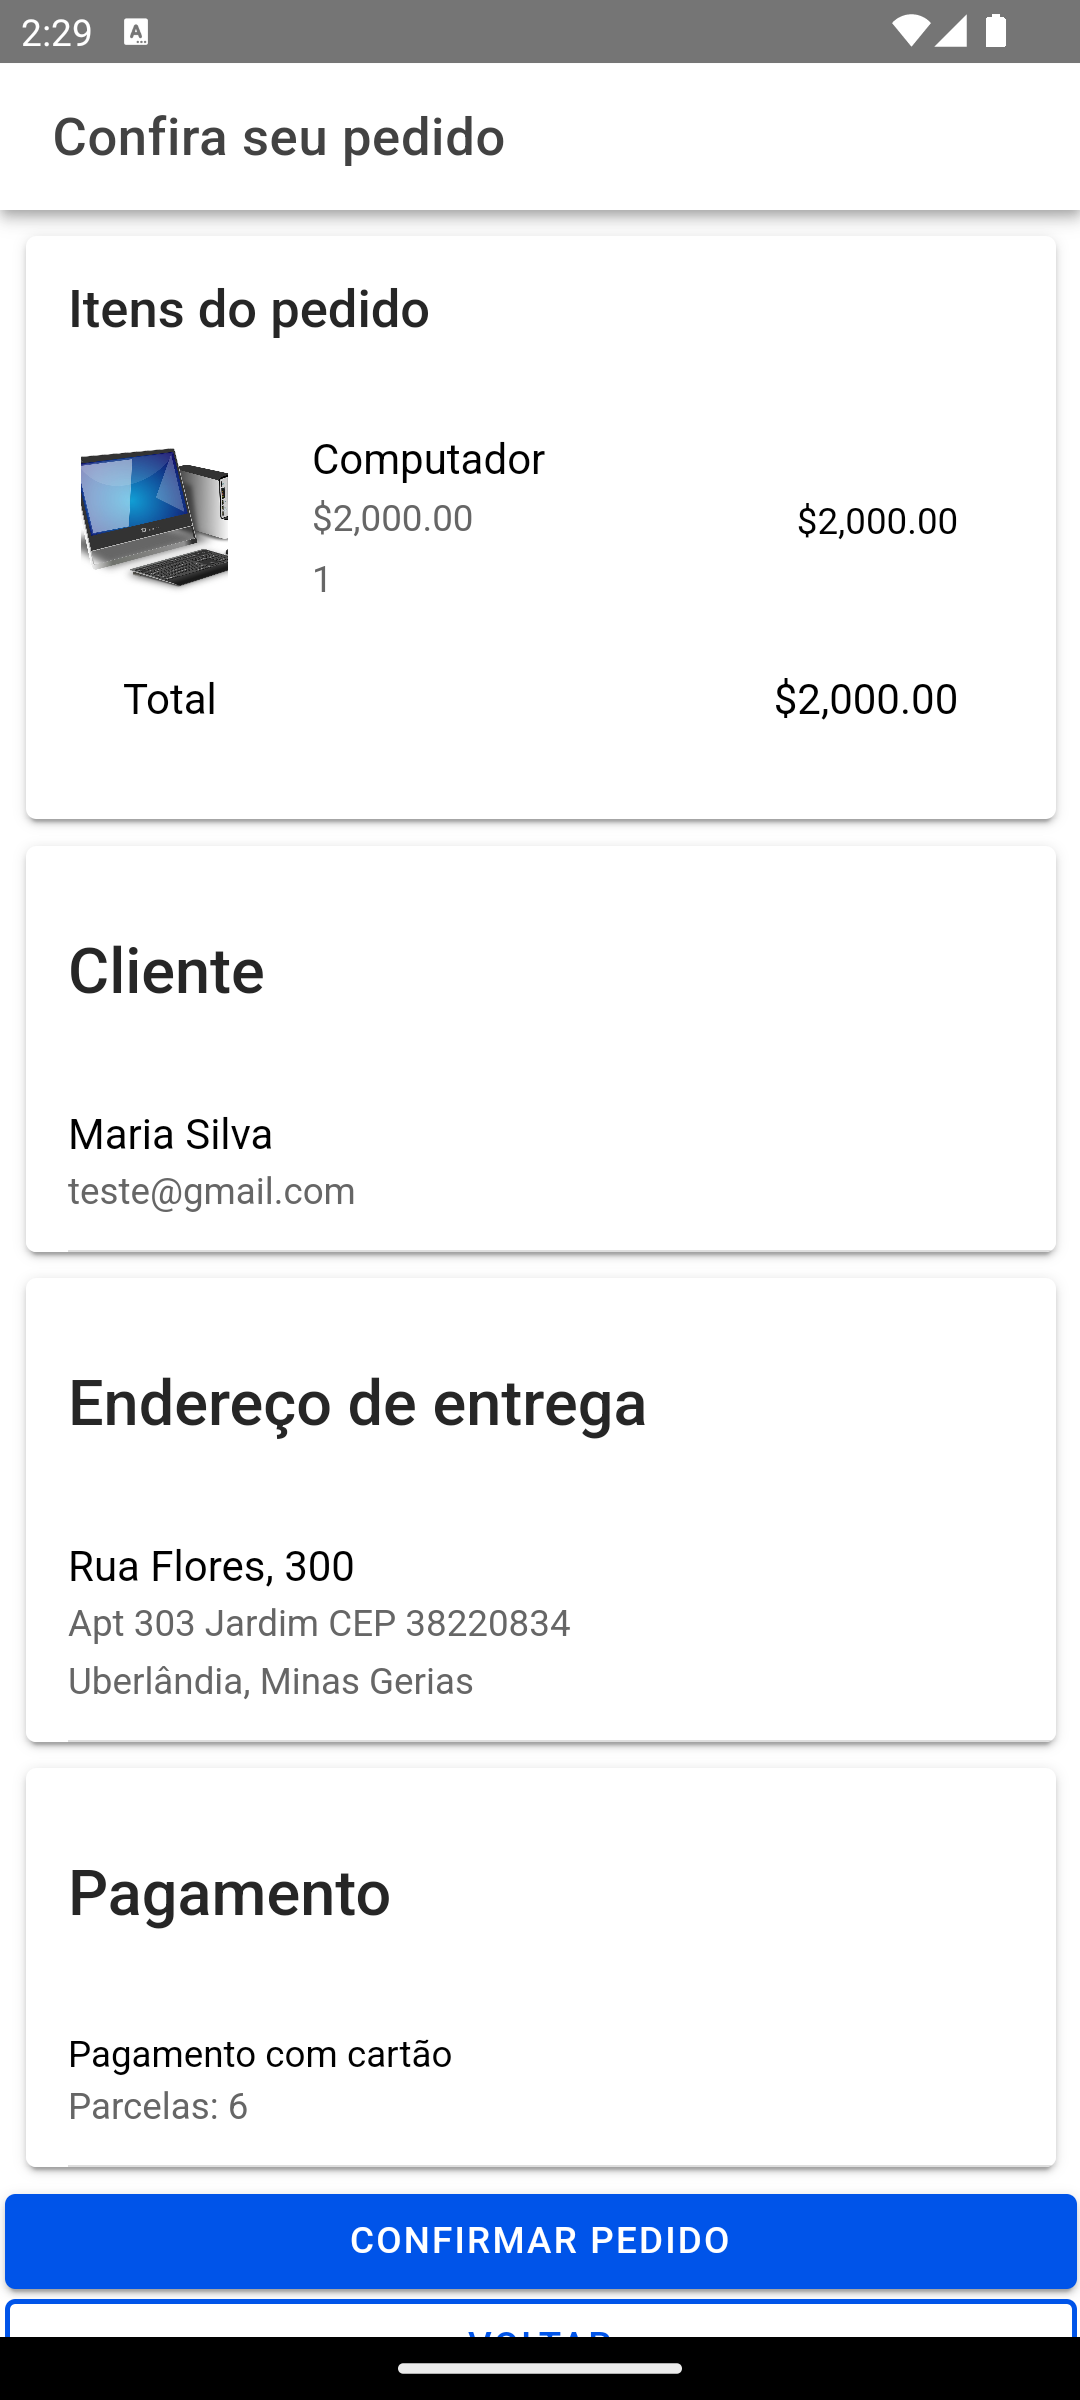 2:29
Confira seu pedido
Itens do pedido
Computador
$2,000.00
$2,000.00
1
Total
$2,000.00
Cliente
Maria Silva
teste@gmail.com
Endereço de entrega
Rua Flores, 300
Apt 303 Jardim CEP 38220834
Uberlândia, Minas Gerias
Pagamento
Pagamento com cartão
Parcelas: 6
CONFIRMAR PEDIDO
VOLTAR